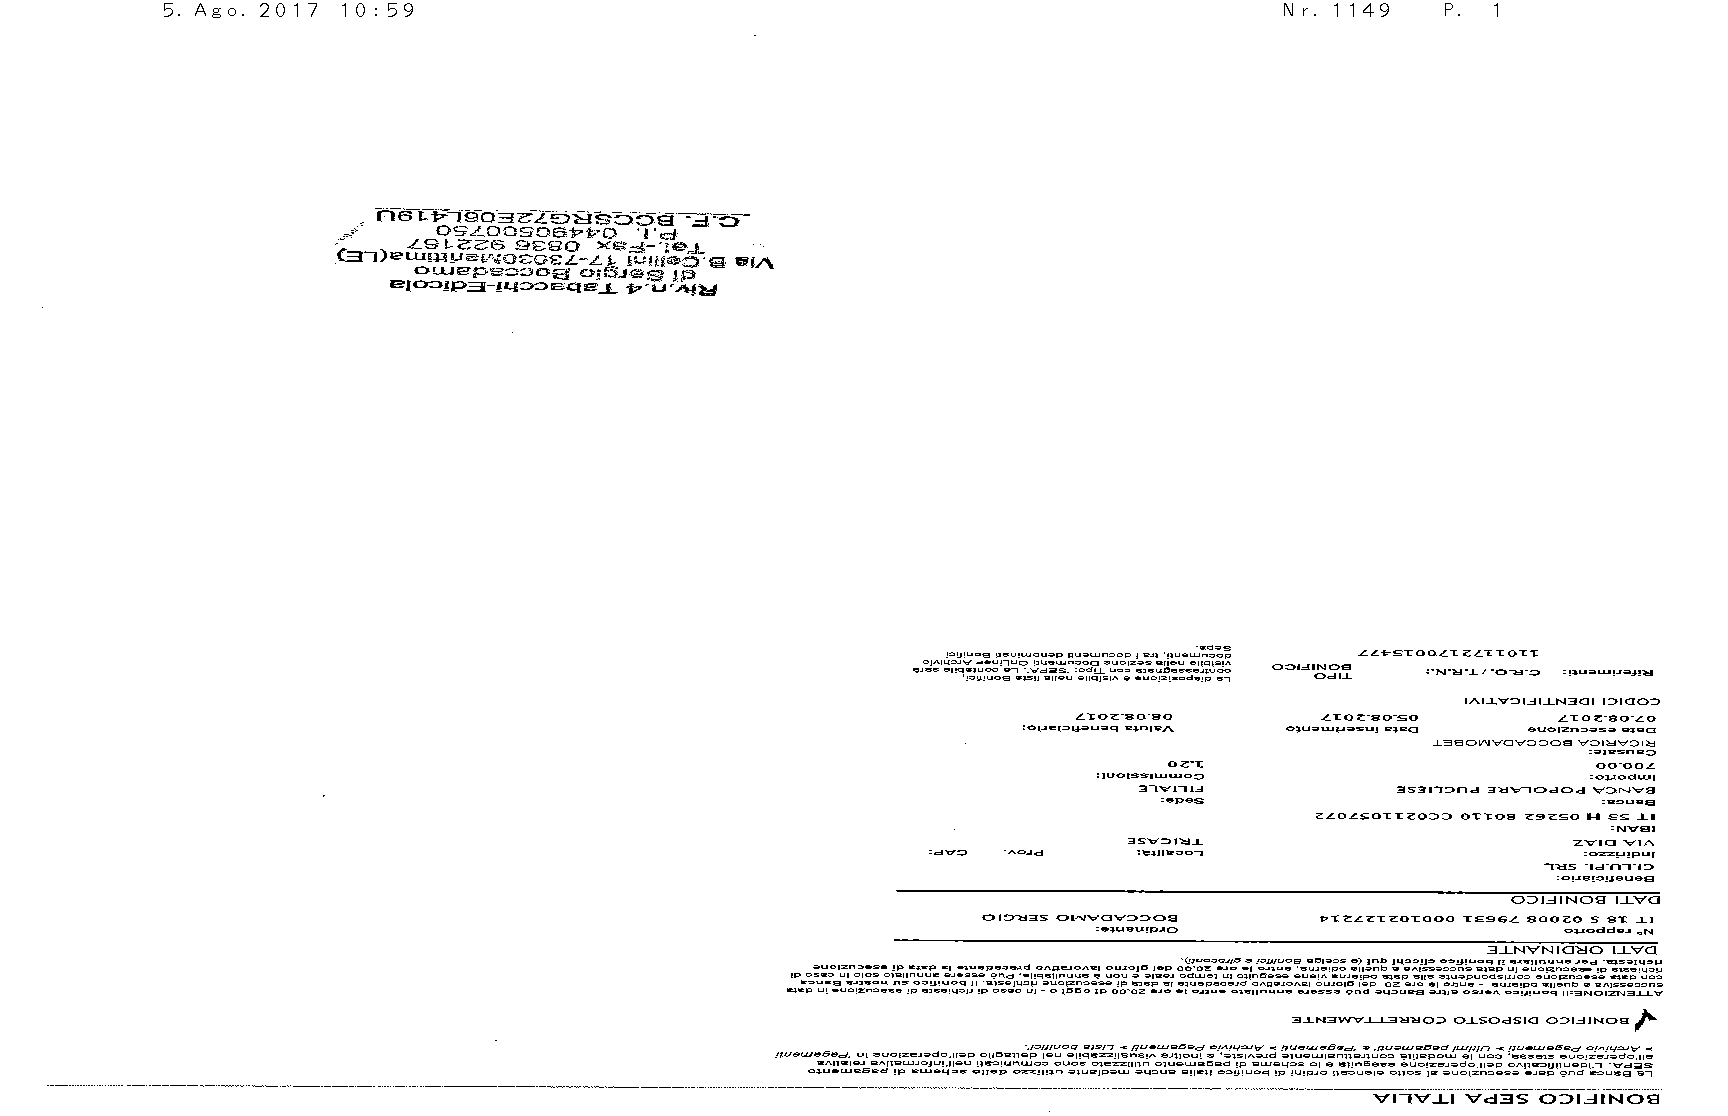 5. Ago. 2017 10:59 Nr. 1149 P. 1
BONIFICO SEPA ITALIA
La Banca può dare esecuzione ai sotto elencati ordini di bonifico Italia anche mediante utilizzo dello schema di pagamento
SEPA. L'identificativo dell'operazione eseguita e lo schema di pagamento utilizzato sono comunicati nell'informativa relativa
all'operazione stessa, con le modalità contrattualmente previste, e inoltre visualizzabile nel dettaglio dell'operazione in "Pagamenti
> Archivio Pagamenti > Ultimi pagamenti" e "Pagamenti > Archivio Pagamenti > Lista bonifici".
BONIFICO DISPOSTO CORRETTAMENTE
ATTENZIONE:Il bonifico verso altre Banche può essere annullato entro le ore 20.00 di oggi o - in caso di richiesta di esecuzione in data
successiva a quella odierna - entro le ore 20 del giorno lavorativo precedente la data di esecuzione richiesta. Il bonifico su nostra Banca
con data esecuzione corrispondente alla data odierna viene eseguito in tempo reale e non è annullabile. Può essere annullato solo in caso di
richiesta di esecuzione in data successiva a quella odierna, entro le ore 20.00 del giorno lavorativo precedente la data di esecuzione
richiesta. Per annullare il bonifico clicchi qui (e scelga Bonifici e giroconti).
DATI ORDINANTE
N° rapporto Ordinante:
IT 38 S 02008 79631 000102127214 BOCCADAMO SERGIO
DATI BONIFICO
Beneficiario:
CI.LU.PI. SRL
Indirizzo: Località: Prov. CAP:
VIA DIAZ TRICASE
IBAN:
IT 55 H 05262 80110 CC0211057072
Banca: Sede:
BANCA POPOLARE PUGLIESE FILIALE
Importo: Commissioni:
700.00 1.20
Causale:
RICARICA BOCCADAMOBET
Data esecuzione Data inserimento Valuta beneficiario:
07.08.2017 05.08.2017 08.08.2017
CODICI IDENTIFICATIVI
Riferimenti: C.R.O. / T.R.N.: TIPO BONIFICO
1101172170015477
La disposizione è visibile nella lista Bonifici,
contrassegnata con Tipo: SEPA. La contabile sarà
visibile nella sezione Documenti OnLine> Archivio
documenti, tra i documenti denominati Bonifici
Sepa.
Riv.n.4 Tabacchi-Edicola
di Sergio Boccadamo
Via B.Cellini 17-73030Marittima(LE)
Tel-Fax 0836 922157
P.I. 04490500750
C.F. BCCSRG72E06L419U